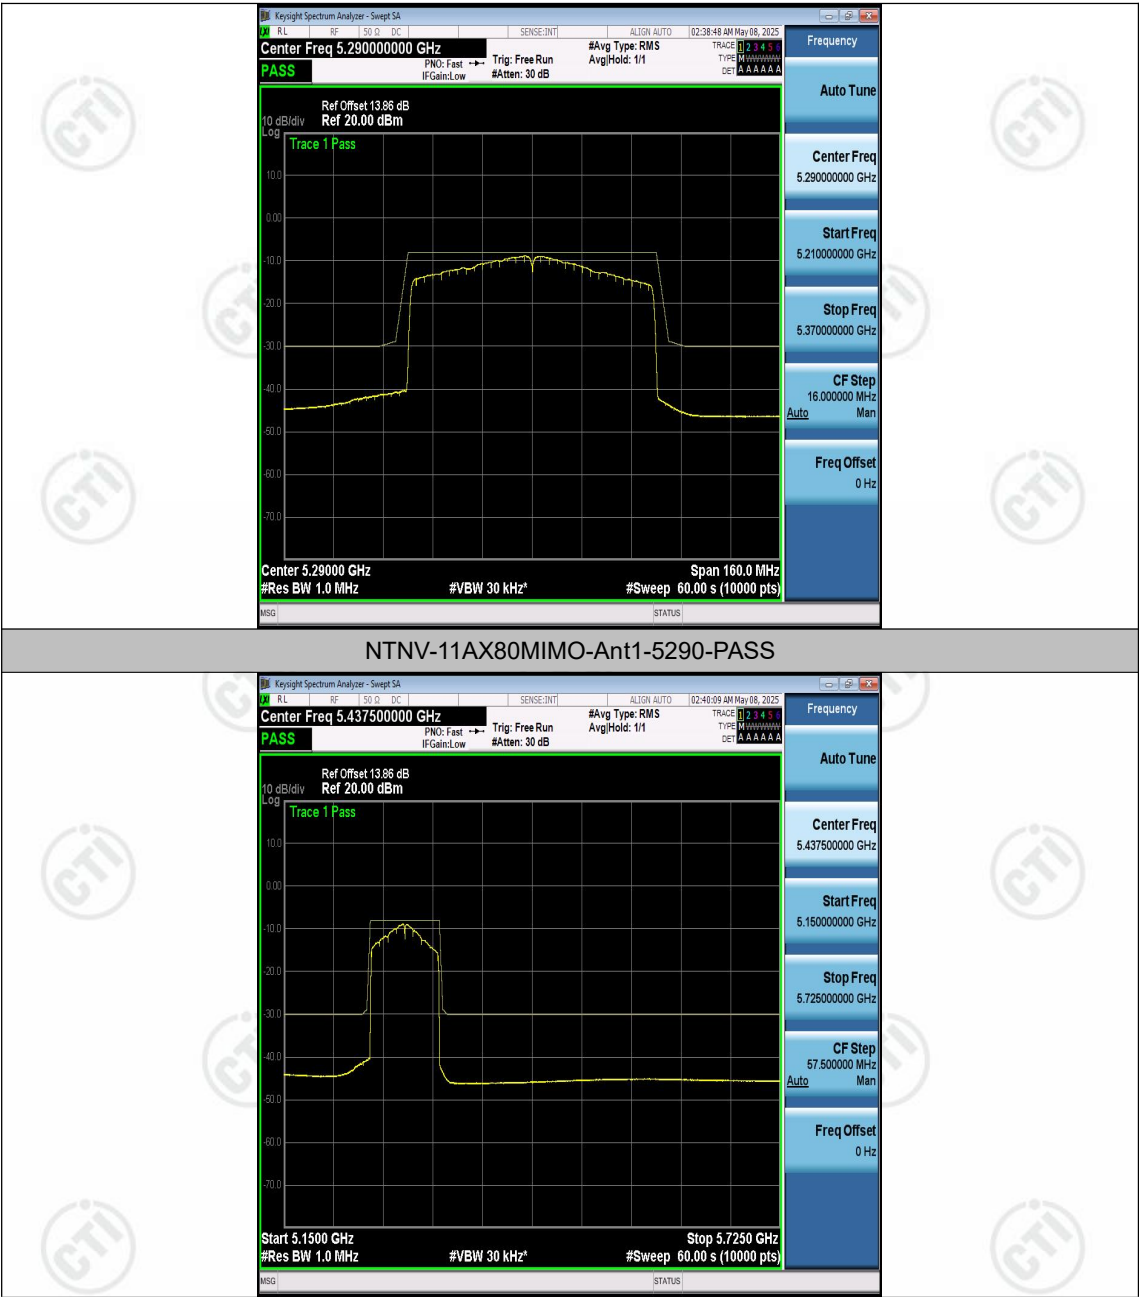 Keysight Spectrum Analyzer - Swept SA
RL RF 50 Ω DC SENSE:INT ALIGN AUTO 02:38:48 AM May 08, 2025
Center Freq 5.290000000 GHz
#Avg Type: RMS
TRACE 1 2 3 4 5 6
PASS
PNO: Fast
Trig: Free Run
Avg|Hold: 1/1
TYPE M WWWWW
IFGain:Low
#Atten: 30 dB
DET A A A A A A
Ref Offset 13.86 dB
10 dB/div Ref 20.00 dBm
Log
Trace 1 Pass
10.0
0.00
-10.0
-20.0
-30.0
-40.0
-50.0
-60.0
-70.0
Center 5.29000 GHz
Span 160.0 MHz
#Res BW 1.0 MHz
#VBW 30 kHz*
#Sweep 60.00 s (10000 pts)
MSG
STATUS
Frequency
Auto Tune
Center Freq
5.290000000 GHz
Start Freq
5.210000000 GHz
Stop Freq
5.370000000 GHz
CF Step
16.000000 MHz
Auto Man
Freq Offset
0 Hz
NTNV-11AX80MIMO-Ant1-5290-PASS
Keysight Spectrum Analyzer - Swept SA
RL RF 50 Ω DC SENSE:INT ALIGN AUTO 02:40:09 AM May 08, 2025
Center Freq 5.437500000 GHz
#Avg Type: RMS
TRACE 1 2 3 4 5 6
PASS
PNO: Fast
Trig: Free Run
Avg|Hold: 1/1
TYPE M WWWWW
IFGain:Low
#Atten: 30 dB
DET A A A A A A
Ref Offset 13.86 dB
10 dB/div Ref 20.00 dBm
Log
Trace 1 Pass
10.0
0.00
-10.0
-20.0
-30.0
-40.0
-50.0
-60.0
-70.0
Start 5.1500 GHz
Stop 5.7250 GHz
#Res BW 1.0 MHz
#VBW 30 kHz*
#Sweep 60.00 s (10000 pts)
MSG
STATUS
Frequency
Auto Tune
Center Freq
5.437500000 GHz
Start Freq
5.150000000 GHz
Stop Freq
5.725000000 GHz
CF Step
57.500000 MHz
Auto Man
Freq Offset
0 Hz
CTI
CTI
CTI
CTI
CTI
CTI
CTI
CTI